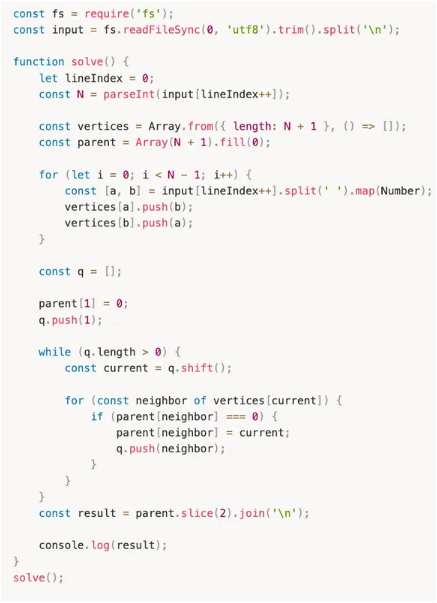 const fs = require('fs');
const input = fs.readFileSync(0, 'utf8').trim().split('\n');

function solve() {
    let lineIndex = 0;
    const N = parseInt(input[lineIndex++]);

    const vertices = Array.from({ length: N + 1 }, () => []);
    const parent = Array(N + 1).fill(0);

    for (let i = 0; i < N - 1; i++) {
        const [a, b] = input[lineIndex++].split(' ').map(Number);
        vertices[a].push(b);
        vertices[b].push(a);
    }

    const q = [];

    parent[1] = 0;
    q.push(1);

    while (q.length > 0) {
        const current = q.shift();

        for (const neighbor of vertices[current]) {
            if (parent[neighbor] === 0) {
                parent[neighbor] = current;
                q.push(neighbor);
            }
        }
    }
    const result = parent.slice(2).join('\n');

    console.log(result);
}
solve();